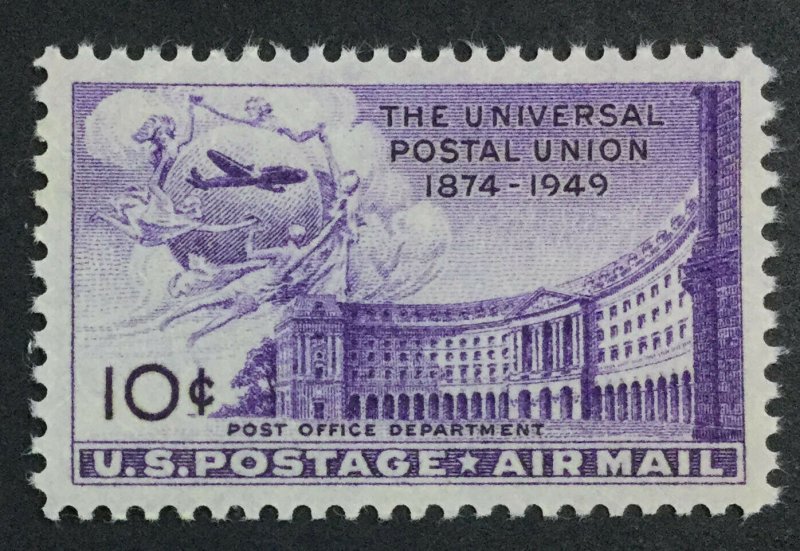 THE UNIVERSAL
POSTAL UNION
1874-1949
10¢
POST OFFICE DEPARTMENT
U.S.POSTAGE★AIR MAIL